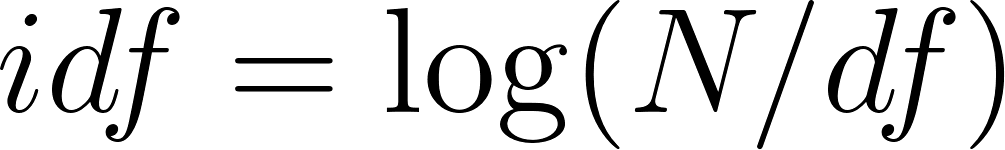 idf = log(N/df)